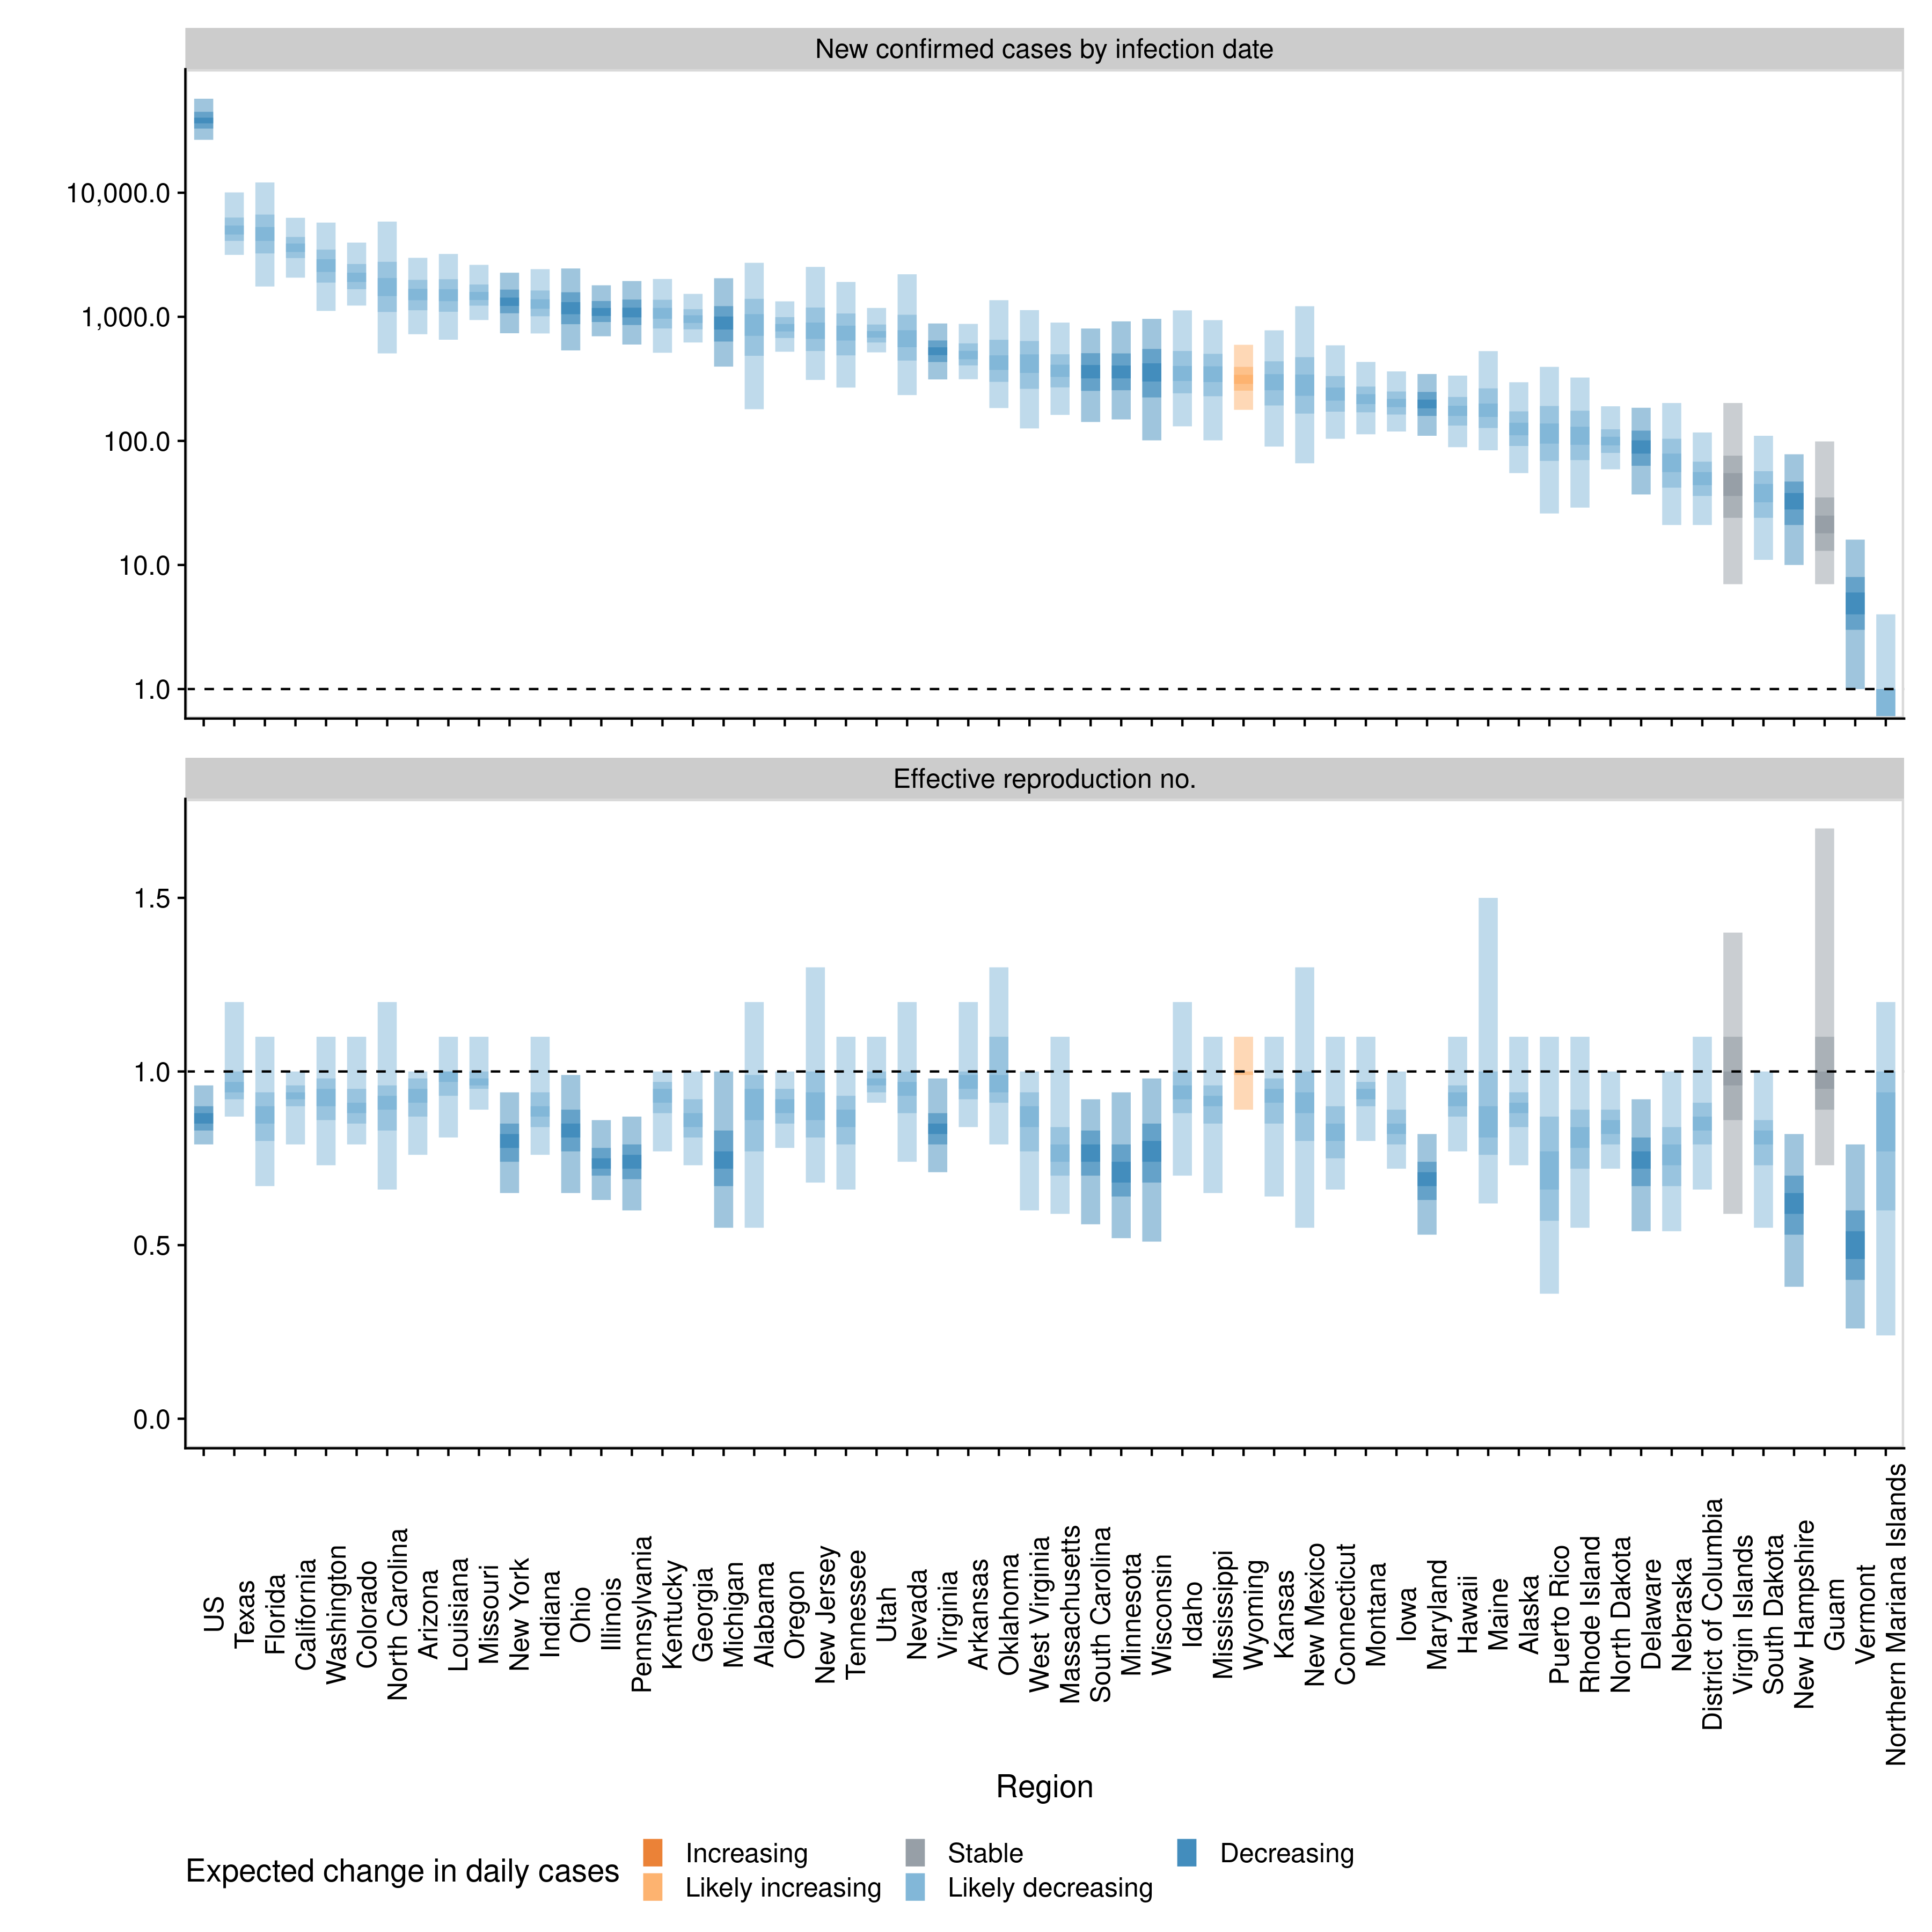 New confirmed cases by infection date
10,000.0
1,000.0
100.0
10.0
1.0
Effective reproduction no.
1.5
1.0
0.5
0.0
US
Texas
Florida
California
Washington
Colorado
North Carolina
Arizona
Louisiana
Missouri
New York
Indiana
Ohio
Illinois
Pennsylvania
Kentucky
Georgia
Michigan
Alabama
Oregon
New Jersey
Tennessee
Utah
Nevada
Virginia
Arkansas
Oklahoma
West Virginia
Massachusetts
South Carolina
Minnesota
Wisconsin
Idaho
Mississippi
Wyoming
Kansas
New Mexico
Connecticut
Montana
Iowa
Maryland
Hawaii
Maine
Alaska
Puerto Rico
Rhode Island
North Dakota
Delaware
Nebraska
District of Columbia
Virgin Islands
South Dakota
New Hampshire
Guam
Vermont
Northern Mariana Islands
Region
Expected change in daily cases
Increasing
Likely increasing
Stable
Likely decreasing
Decreasing